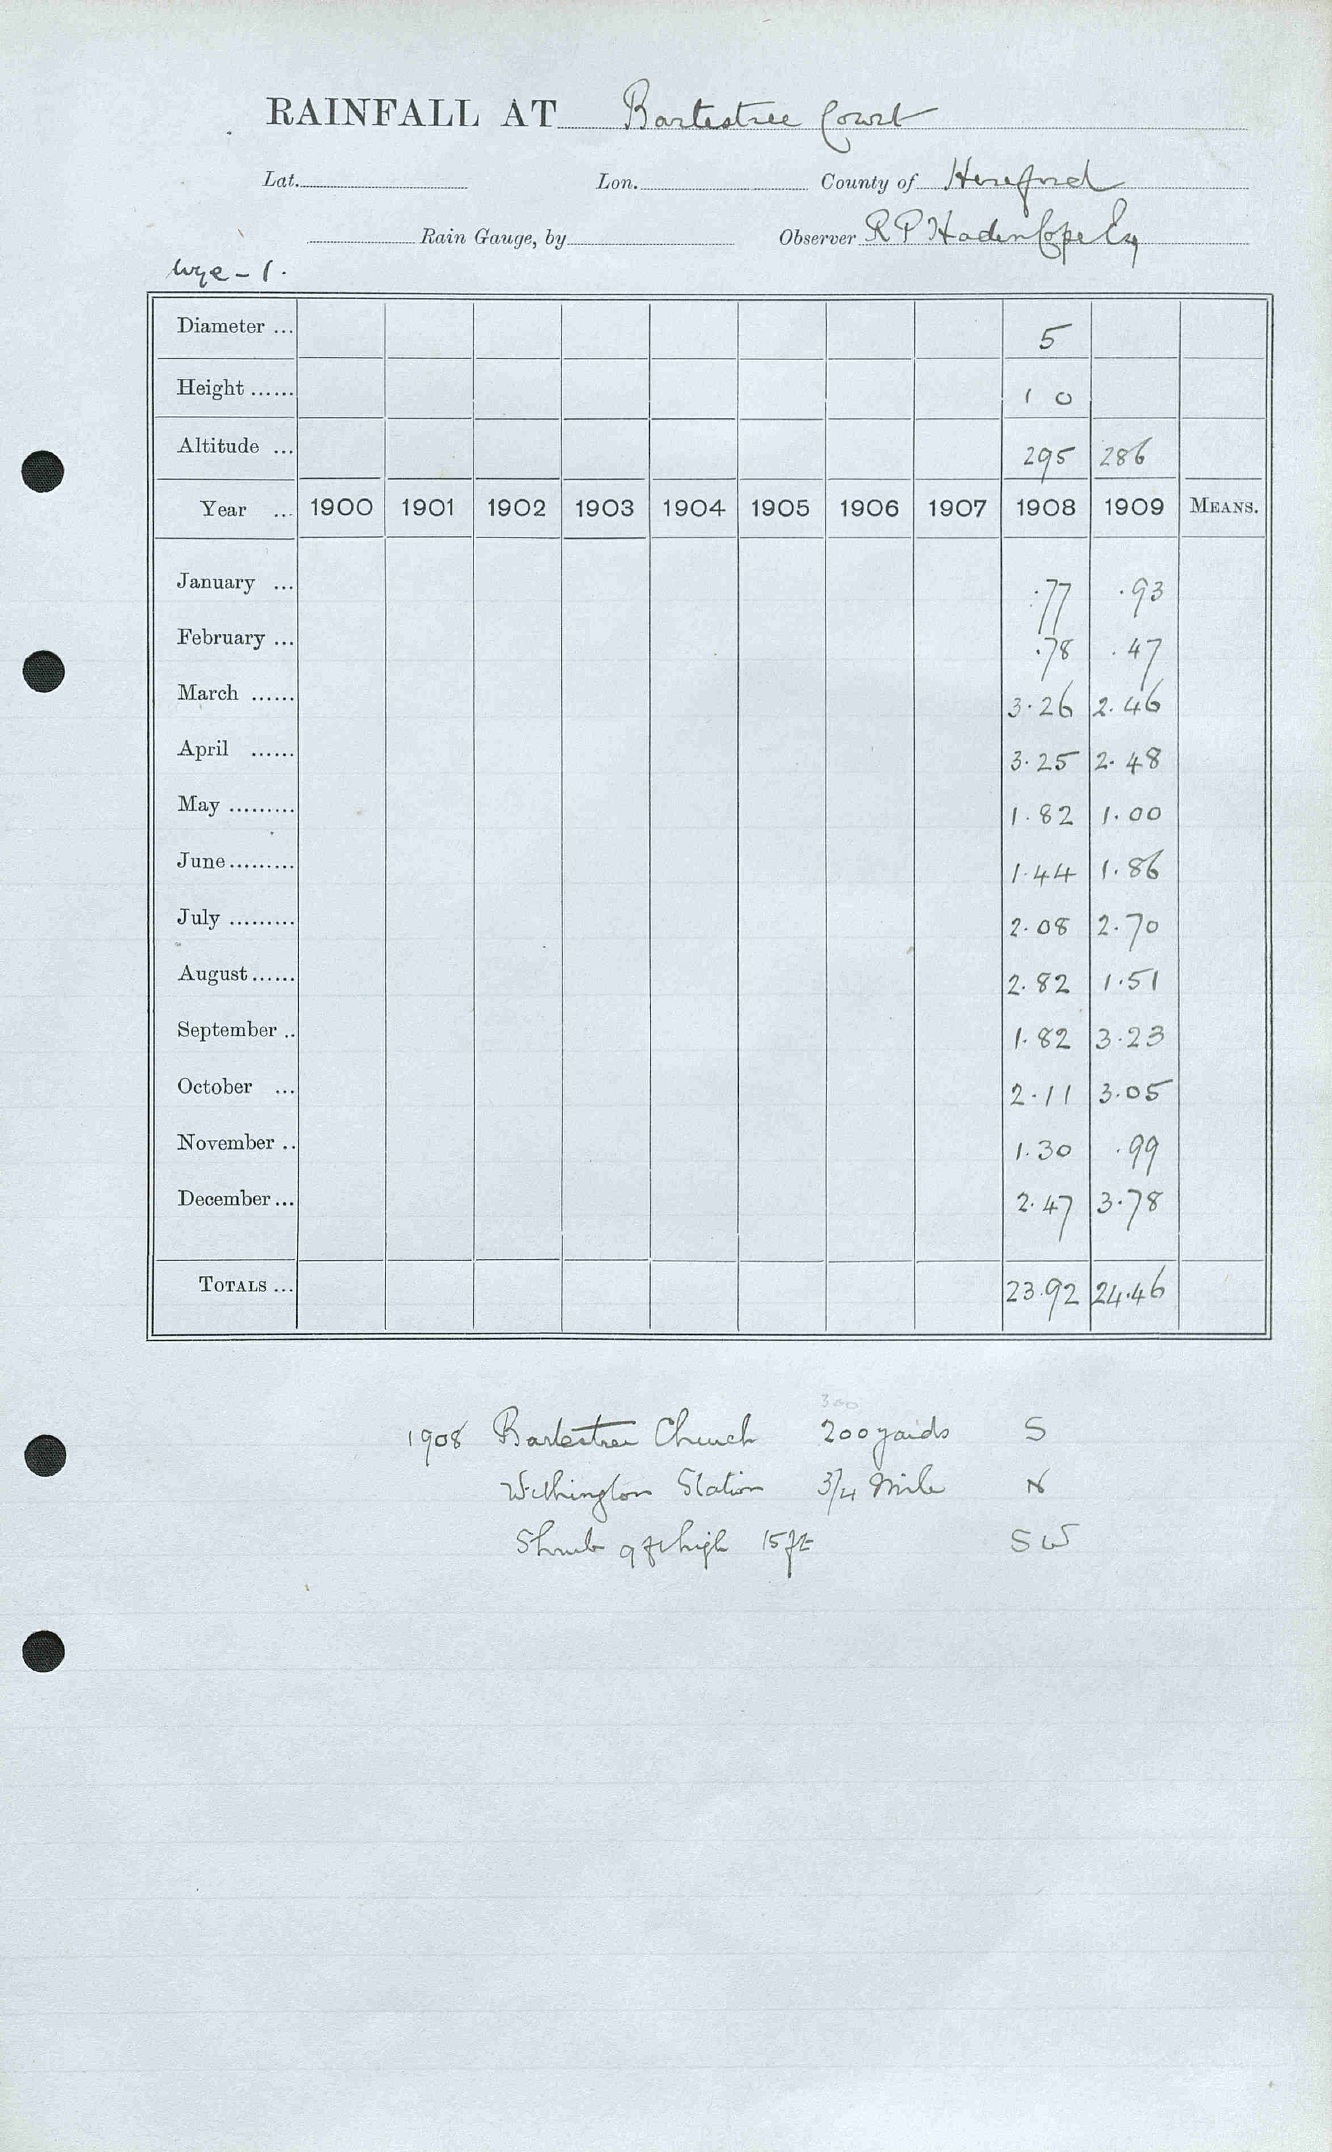 RAINFALL AT Bartestree Court
Lat. Lon. County of Hereford
Rain Gauge, by Observer R P Haden Cope Esq
Wye - 1.
Diameter ... 5
Height ...... 1 0
Altitude ... 295 286
Year ... 1900 1901 1902 1903 1904 1905 1906 1907 1908 1909 MEANS.
January ... .77 .93
February ... .78 .47
March ...... 3.26 2.46
April ...... 3.25 2.48
May ......... 1.82 1.00
June ......... 1.44 1.86
July ......... 2.08 2.70
August ...... 2.82 1.51
September .. 1.82 3.23
October ... 2.11 3.05
November .. 1.30 .99
December ... 2.47 3.78
TOTALS ... 23.92 24.46
300
1908 Bartestree Church 200 yards S
Withington Station 3/4 Mile N
Shrub 9 ft high 15 ft SW